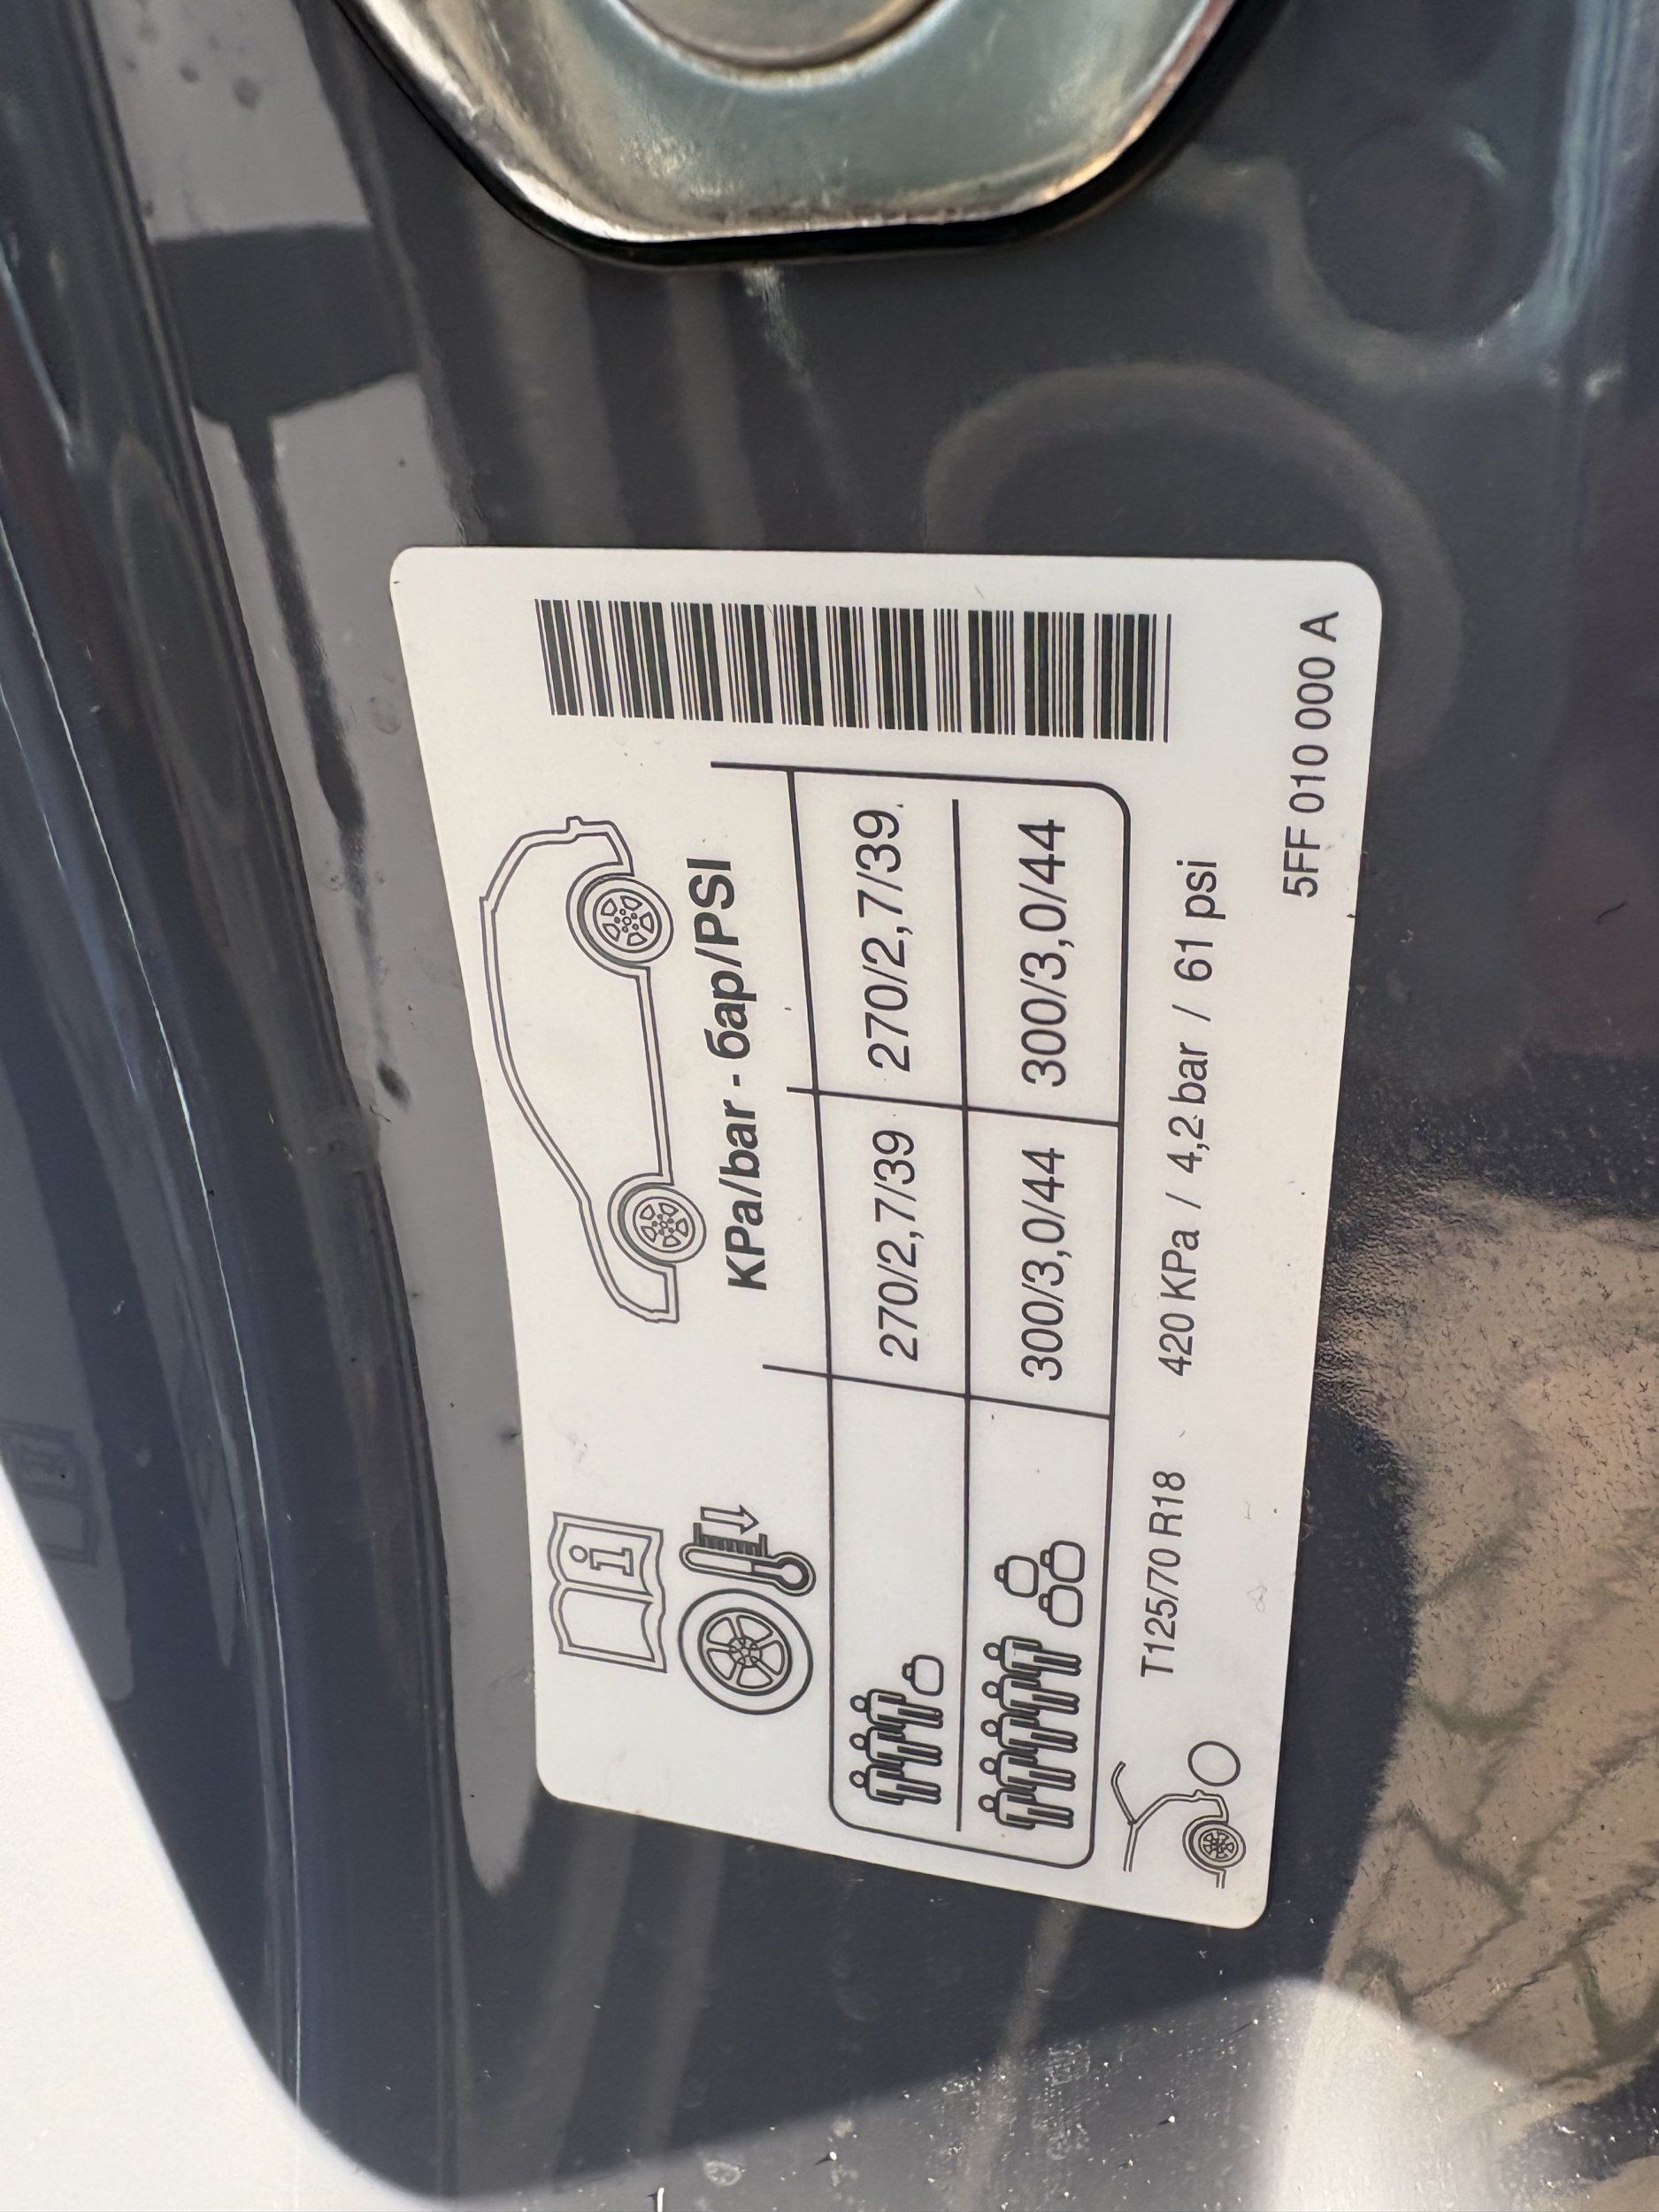 i
KPa/bar - бар/PSI
270/2,7/39 270/2,7/39
300/3,0/44 300/3,0/44
T125/70 R18 420 KPa / 4,2 bar / 61 psi
5FF 010 000 A